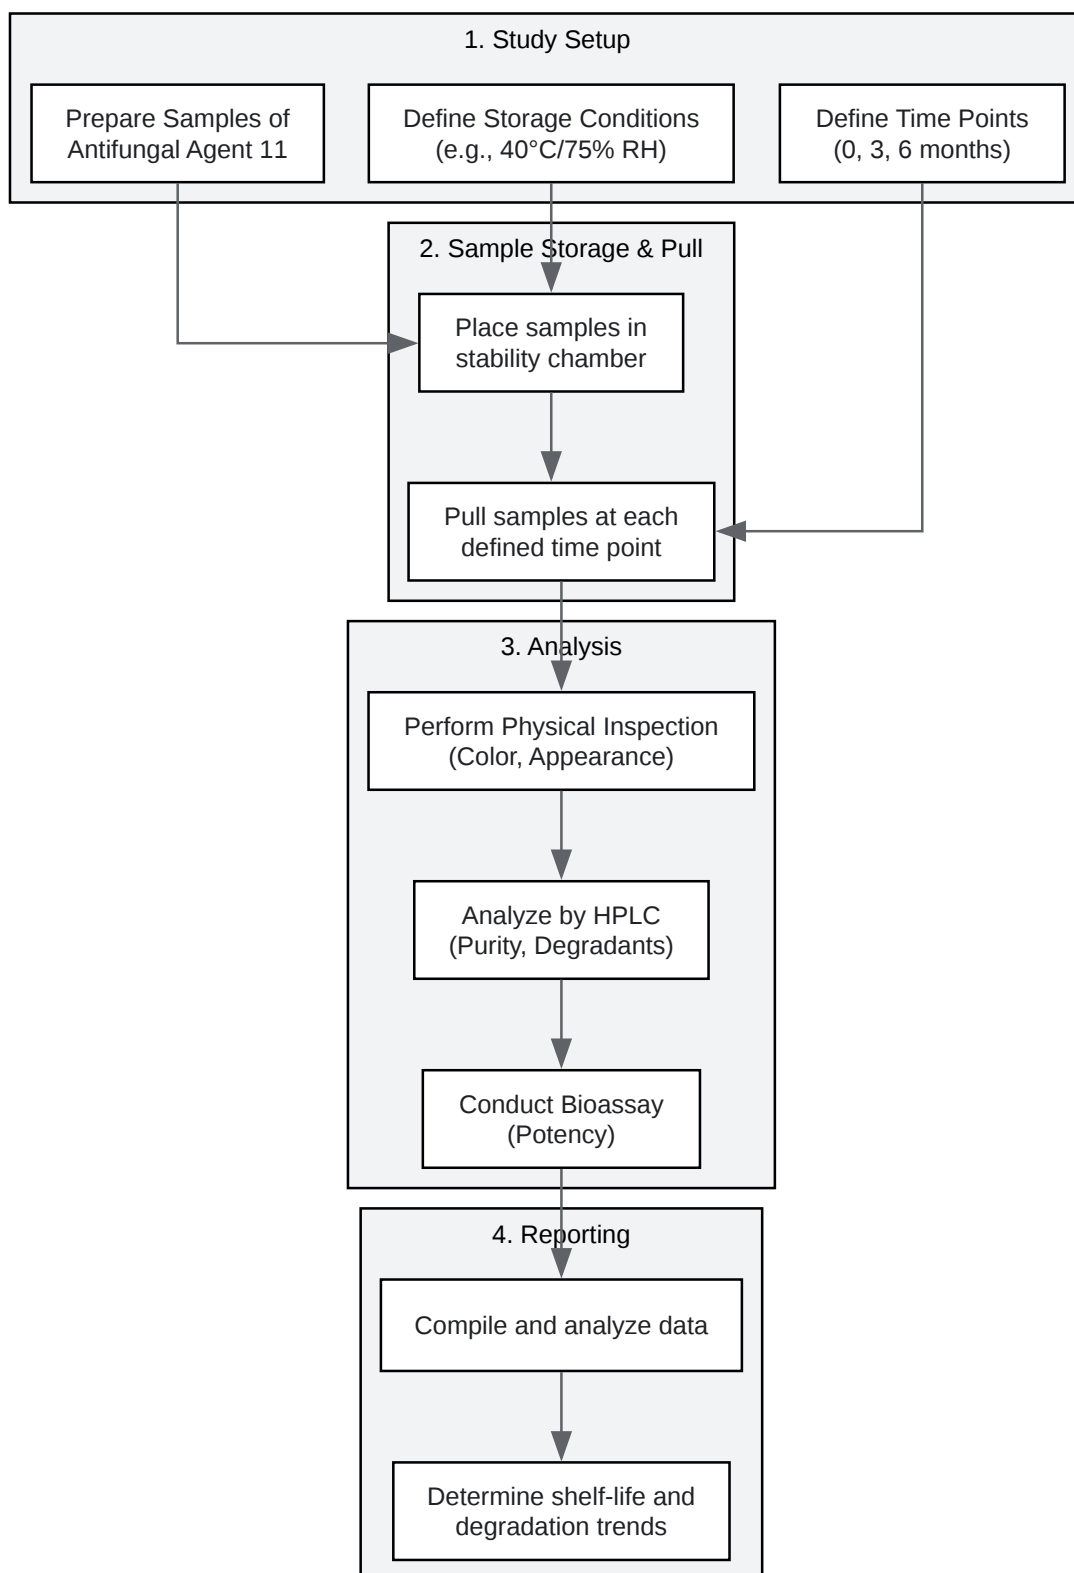 1. Study Setup
Prepare Samples of
Antifungal Agent 11
Define Storage Conditions
(e.g., 40°C/75% RH)
Define Time Points
(0, 3, 6 months)
2. Sample Storage & Pull
Place samples in
stability chamber
Pull samples at each
defined time point
3. Analysis
Perform Physical Inspection
(Color, Appearance)
Analyze by HPLC
(Purity, Degradants)
Conduct Bioassay
(Potency)
4. Reporting
Compile and analyze data
Determine shelf-life and
degradation trends